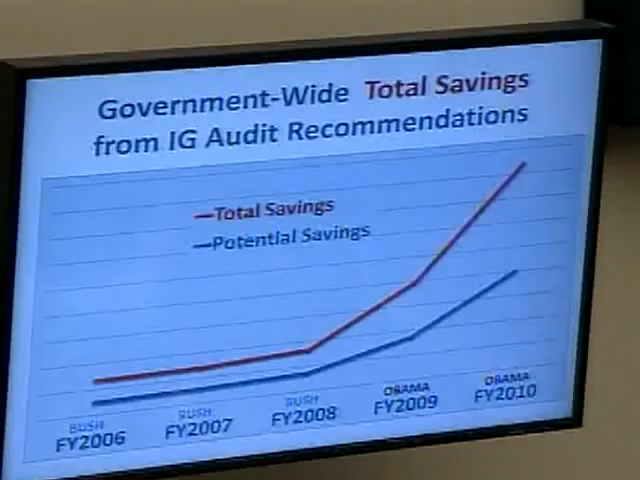 Government-Wide Total Savings
from IG Audit Recommendations
Total Savings
Potential Savings
BUSH BUSH BUSH OBAMA OBAMA
FY2006 FY2007 FY2008 FY2009 FY2010